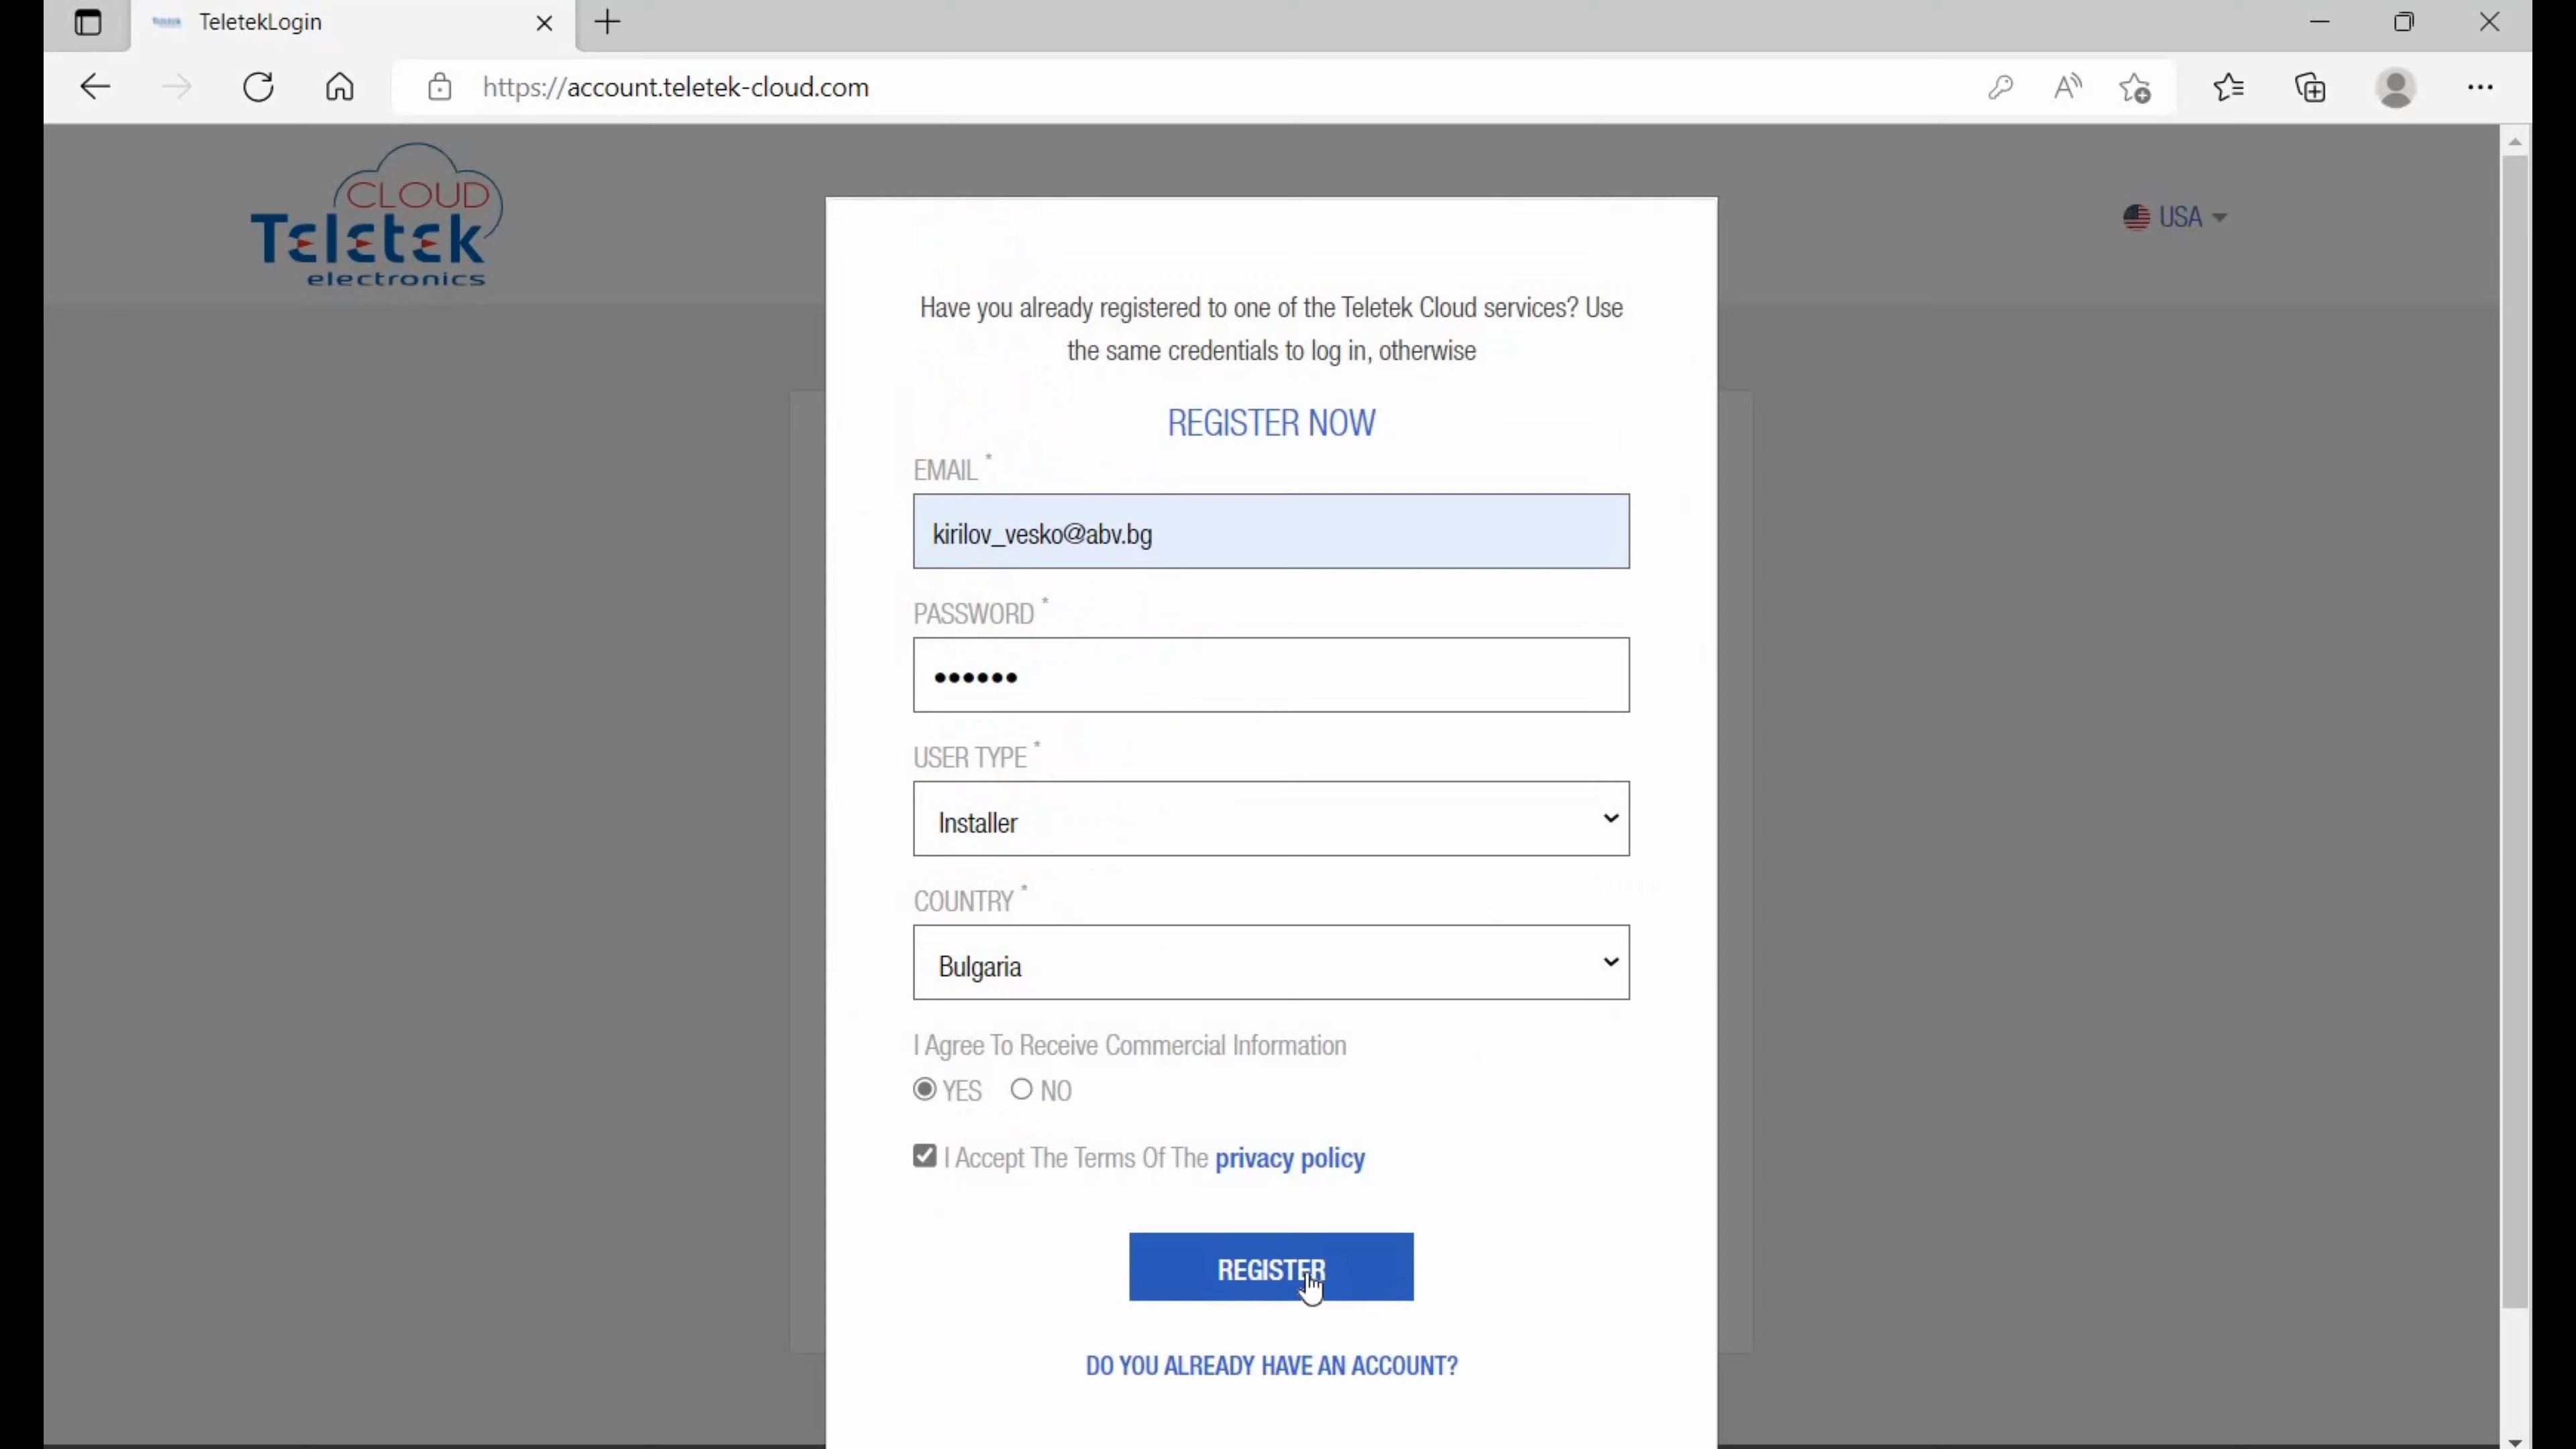 TeletekLogin
https://account.teletek-cloud.com
CLOUD
Teletek
electronics
USA
Have you already registered to one of the Teletek Cloud services? Use
the same credentials to log in, otherwise
REGISTER NOW
EMAIL *
kirilov_vesko@abv.bg
PASSWORD *
••••••
USER TYPE *
Installer
COUNTRY *
Bulgaria
I Agree To Receive Commercial Information
YES NO
I Accept The Terms Of The privacy policy
REGISTER
DO YOU ALREADY HAVE AN ACCOUNT?